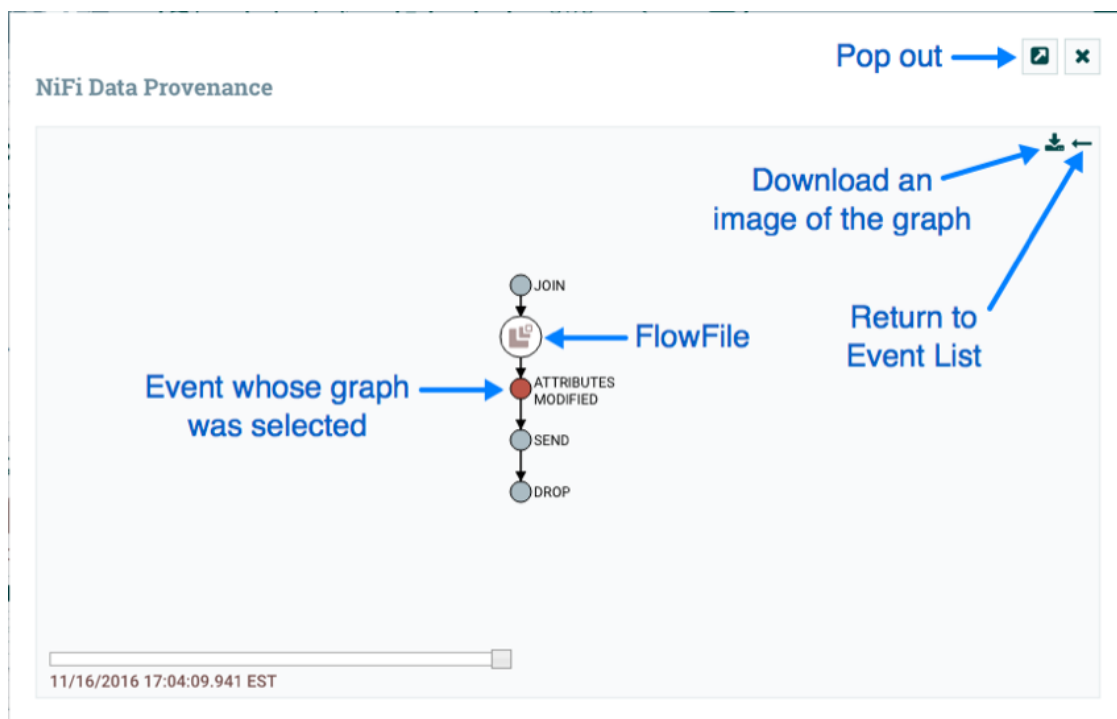 Pop out
NiFi Data Provenance
Download an
image of the graph
JOIN
FlowFile
Return to
Event List
Event whose graph
was selected
ATTRIBUTES
MODIFIED
SEND
DROP
11/16/2016 17:04:09.941 EST